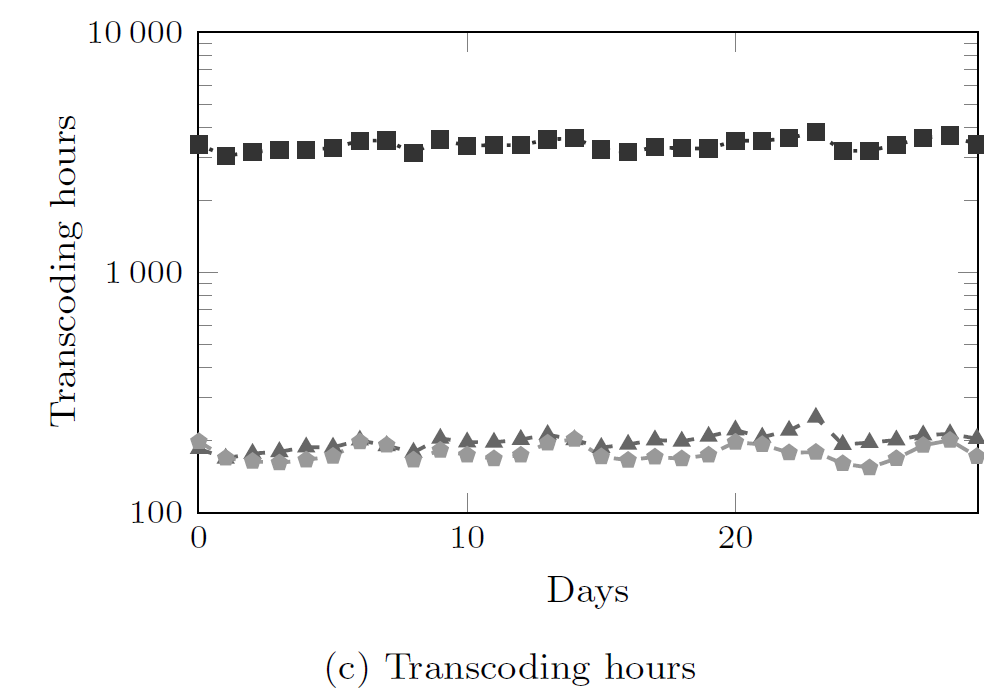 10 000
1 000
100
Transcoding hours
0 10 20
Days
(c) Transcoding hours